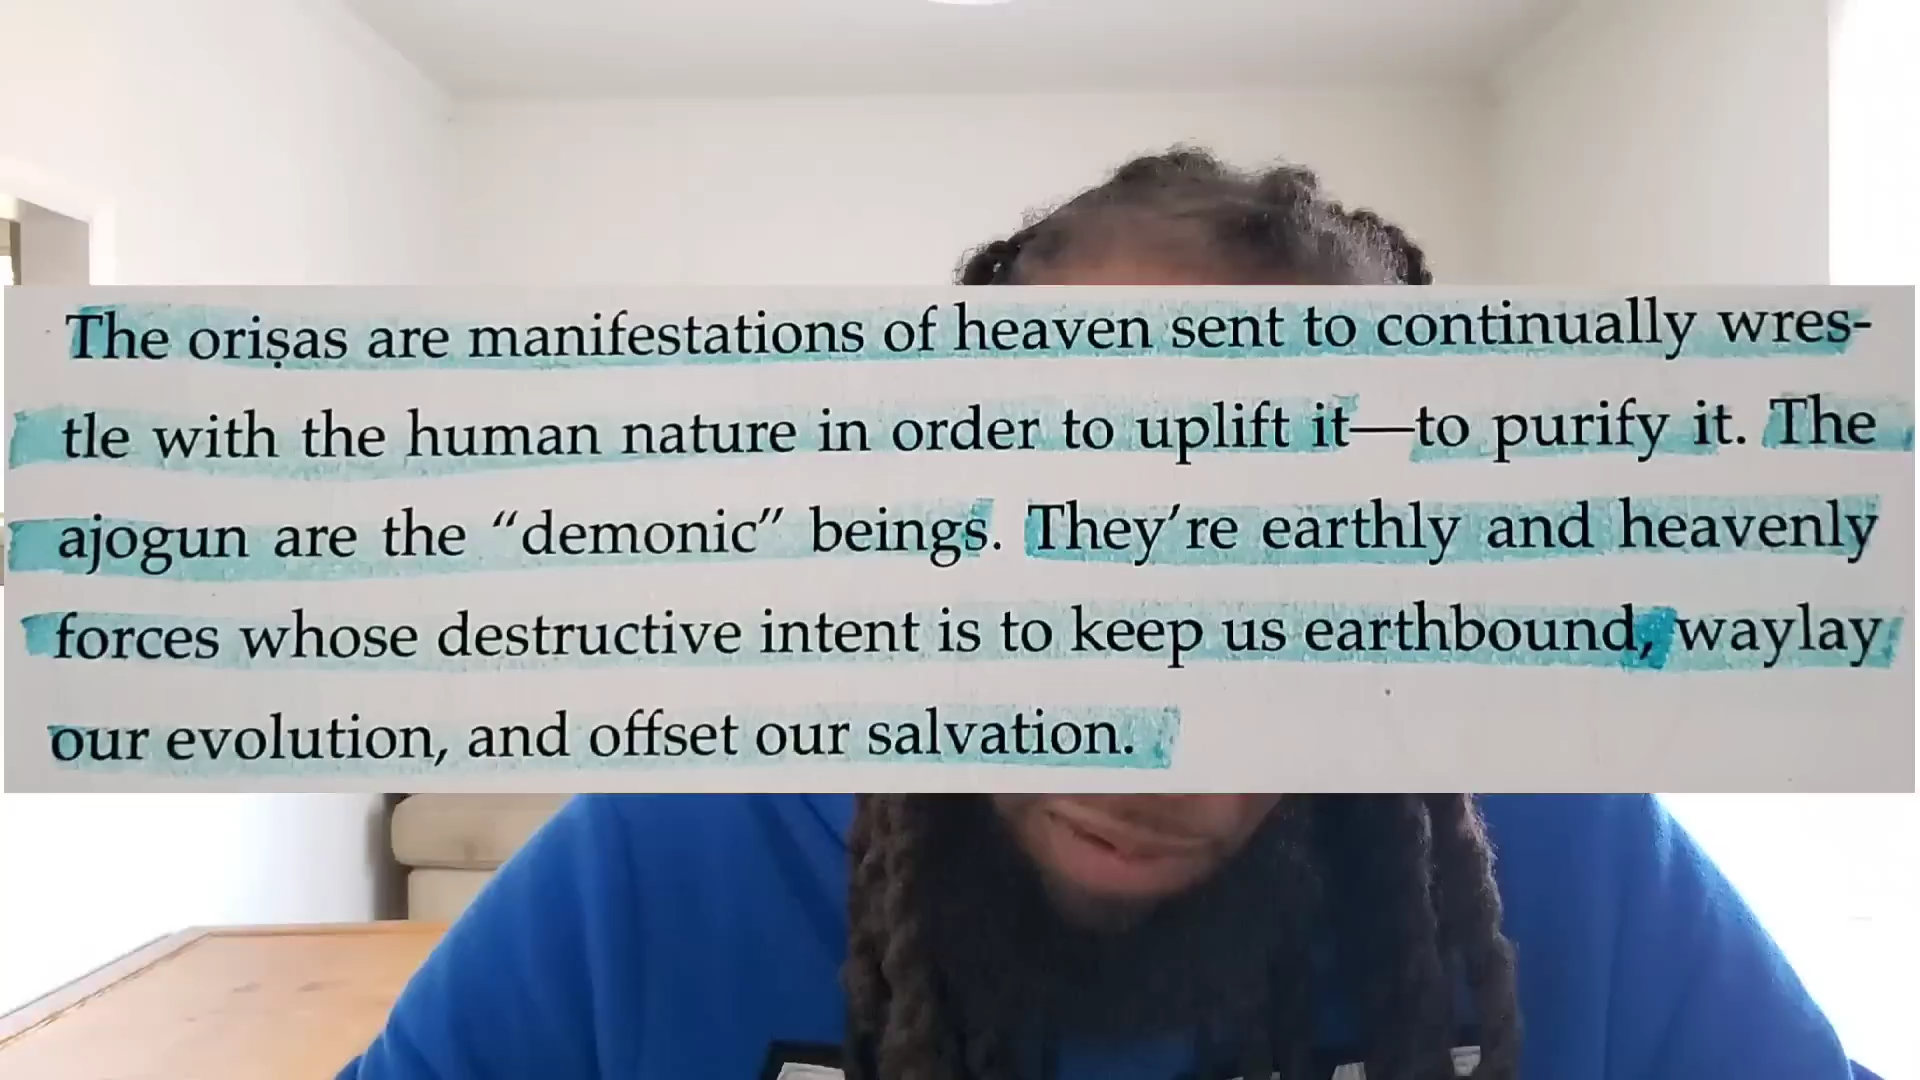 The oriṣas are manifestations of heaven sent to continually wres-
tle with the human nature in order to uplift it—to purify it. The
ajogun are the “demonic” beings. They’re earthly and heavenly
forces whose destructive intent is to keep us earthbound, waylay
our evolution, and offset our salvation.